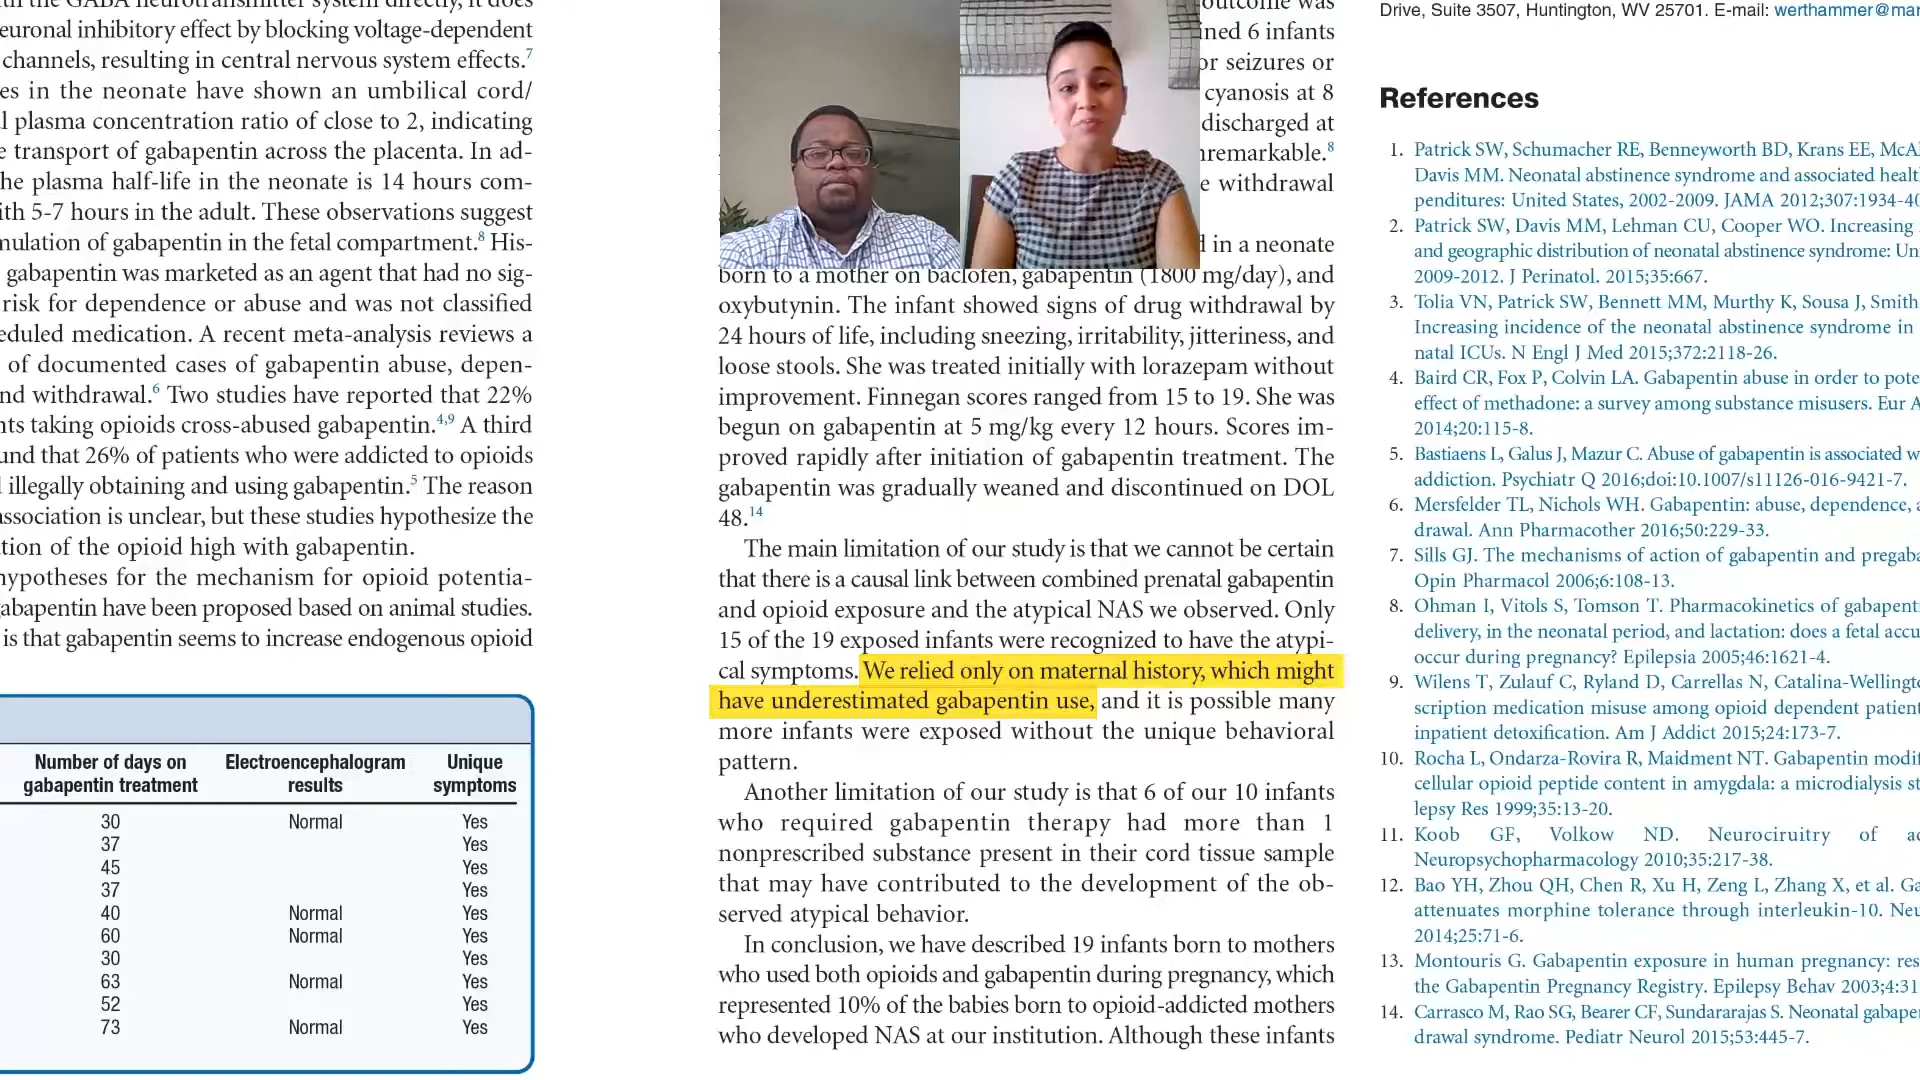 euronal inhibitory effect by blocking voltage-dependent
channels, resulting in central nervous system effects.7
es in the neonate have shown an umbilical cord/
l plasma concentration ratio of close to 2, indicating
e transport of gabapentin across the placenta. In ad-
he plasma half-life in the neonate is 14 hours com-
ith 5-7 hours in the adult. These observations suggest
mulation of gabapentin in the fetal compartment.8 His-
gabapentin was marketed as an agent that had no sig-
risk for dependence or abuse and was not classified
eduled medication. A recent meta-analysis reviews a
of documented cases of gabapentin abuse, depen-
nd withdrawal.6 Two studies have reported that 22%
nts taking opioids cross-abused gabapentin.4,9 A third
und that 26% of patients who were addicted to opioids
illegally obtaining and using gabapentin.5 The reason
association is unclear, but these studies hypothesize the
tion of the opioid high with gabapentin.
hypotheses for the mechanism for opioid potentia-
gabapentin have been proposed based on animal studies.
is that gabapentin seems to increase endogenous opioid
Number of days on gabapentin treatment Electroencephalogram results Unique symptoms
30 Normal Yes
37 Yes
45 Yes
37 Yes
40 Normal Yes
60 Normal Yes
30 Yes
63 Normal Yes
52 Yes
73 Normal Yes
outcome was
ined 6 infants
or seizures or
cyanosis at 8
discharged at
nremarkable.8
e withdrawal
d in a neonate
born to a mother on baclofen, gabapentin (1800 mg/day), and
oxybutynin. The infant showed signs of drug withdrawal by
24 hours of life, including sneezing, irritability, jitteriness, and
loose stools. She was treated initially with lorazepam without
improvement. Finnegan scores ranged from 15 to 19. She was
begun on gabapentin at 5 mg/kg every 12 hours. Scores im-
proved rapidly after initiation of gabapentin treatment. The
gabapentin was gradually weaned and discontinued on DOL
48.14
The main limitation of our study is that we cannot be certain
that there is a causal link between combined prenatal gabapentin
and opioid exposure and the atypical NAS we observed. Only
15 of the 19 exposed infants were recognized to have the atypi-
cal symptoms. We relied only on maternal history, which might
have underestimated gabapentin use, and it is possible many
more infants were exposed without the unique behavioral
pattern.
Another limitation of our study is that 6 of our 10 infants
who required gabapentin therapy had more than 1
nonprescribed substance present in their cord tissue sample
that may have contributed to the development of the ob-
served atypical behavior.
In conclusion, we have described 19 infants born to mothers
who used both opioids and gabapentin during pregnancy, which
represented 10% of the babies born to opioid-addicted mothers
who developed NAS at our institution. Although these infants
Drive, Suite 3507, Huntington, WV 25701. E-mail: werthammer@mar
References
1. Patrick SW, Schumacher RE, Benneyworth BD, Krans EE, McAl
Davis MM. Neonatal abstinence syndrome and associated healt
penditures: United States, 2002-2009. JAMA 2012;307:1934-40
2. Patrick SW, Davis MM, Lehman CU, Cooper WO. Increasing
and geographic distribution of neonatal abstinence syndrome: Un
2009-2012. J Perinatol. 2015;35:667.
3. Tolia VN, Patrick SW, Bennett MM, Murthy K, Sousa J, Smith
Increasing incidence of the neonatal abstinence syndrome in
natal ICUs. N Engl J Med 2015;372:2118-26.
4. Baird CR, Fox P, Colvin LA. Gabapentin abuse in order to pote
effect of methadone: a survey among substance misusers. Eur A
2014;20:115-8.
5. Bastiaens L, Galus J, Mazur C. Abuse of gabapentin is associated w
addiction. Psychiatr Q 2016;doi:10.1007/s11126-016-9421-7.
6. Mersfelder TL, Nichols WH. Gabapentin: abuse, dependence, a
drawal. Ann Pharmacother 2016;50:229-33.
7. Sills GJ. The mechanisms of action of gabapentin and pregaba
Opin Pharmacol 2006;6:108-13.
8. Ohman I, Vitols S, Tomson T. Pharmacokinetics of gabapent
delivery, in the neonatal period, and lactation: does a fetal accu
occur during pregnancy? Epilepsia 2005;46:1621-4.
9. Wilens T, Zulauf C, Ryland D, Carrellas N, Catalina-Wellingt
scription medication misuse among opioid dependent patient
inpatient detoxification. Am J Addict 2015;24:173-7.
10. Rocha L, Ondarza-Rovira R, Maidment NT. Gabapentin modif
cellular opioid peptide content in amygdala: a microdialysis st
lepsy Res 1999;35:13-20.
11. Koob GF, Volkow ND. Neurociruitry of ad
Neuropsychopharmacology 2010;35:217-38.
12. Bao YH, Zhou QH, Chen R, Xu H, Zeng L, Zhang X, et al. Ga
attenuates morphine tolerance through interleukin-10. Neu
2014;25:71-6.
13. Montouris G. Gabapentin exposure in human pregnancy: res
the Gabapentin Pregnancy Registry. Epilepsy Behav 2003;4:31
14. Carrasco M, Rao SG, Bearer CF, Sundararajas S. Neonatal gabape
drawal syndrome. Pediatr Neurol 2015;53:445-7.